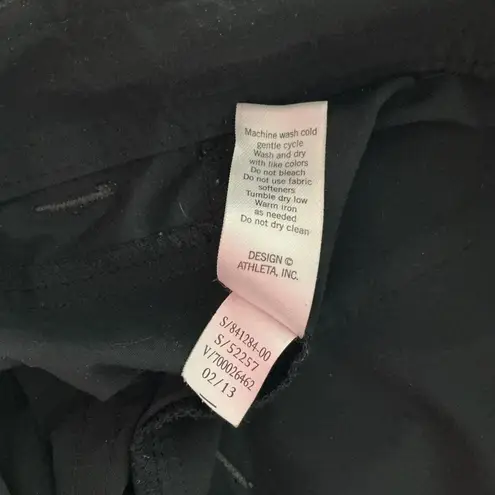 Machine wash cold
gentle cycle
Wash and dry
with like colors
Do not bleach
Do not use fabric
softeners
Tumble dry low
Warm iron
as needed
Do not dry clean
DESIGN ©
ATHLETA, INC.
S/841284-00
S/52257
V/700026462
02/13